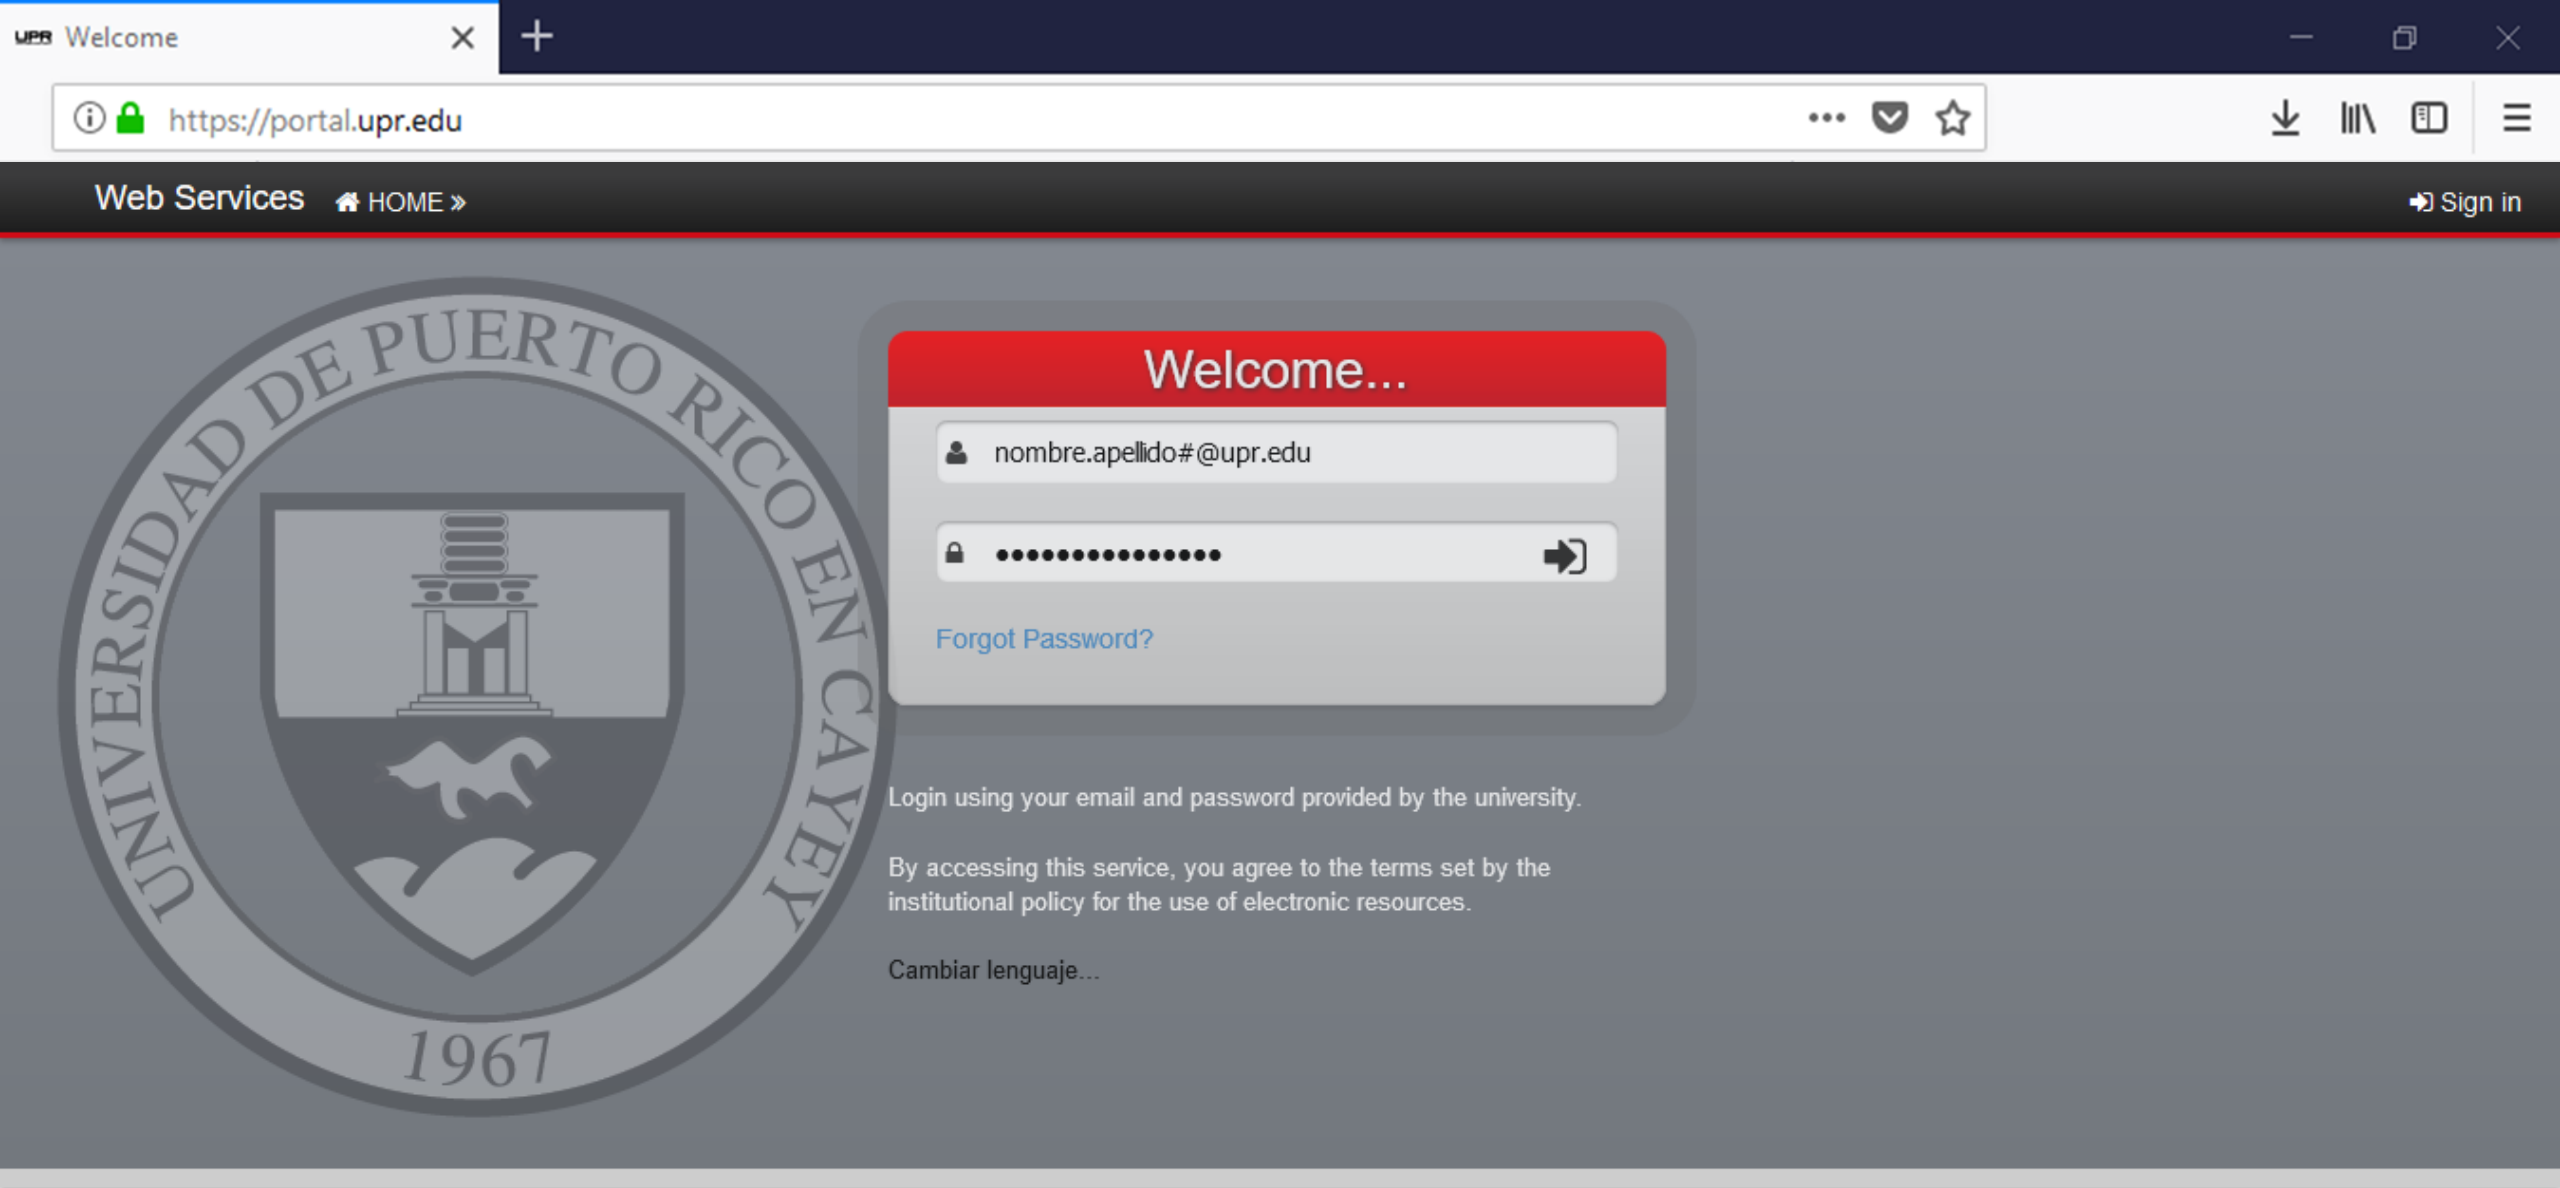 UPR Welcome
https://portal.upr.edu
Web Services HOME »
Sign in
UNIVERSIDAD DE PUERTO RICO EN CAYEY
1967
Welcome...
nombre.apellido#@upr.edu
•••••••••••••••
Forgot Password?
Login using your email and password provided by the university.
By accessing this service, you agree to the terms set by the
institutional policy for the use of electronic resources.
Cambiar lenguaje...